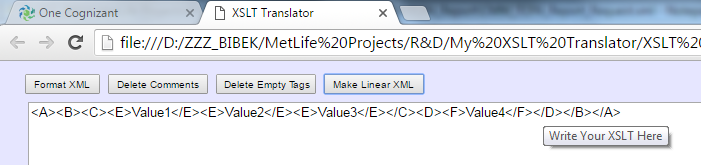 One Cognizant
XSLT Translator
file:///D:/ZZZ_BIBEK/MetLife%20Projects/R&D/My%20XSLT%20Translator/XSLT%20
Format XML
Delete Comments
Delete Empty Tags
Make Linear XML
<A><B><C><E>Value1</E><E>Value2</E><E>Value3</E></C><D><F>Value4</F></D></B></A>
Write Your XSLT Here